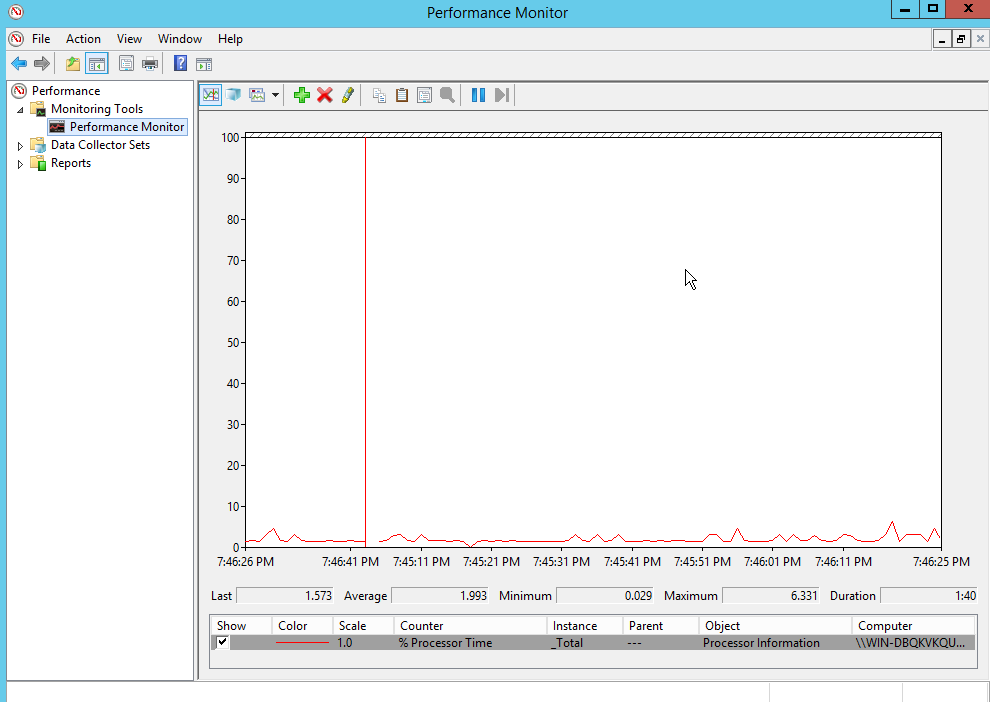 Performance Monitor
File Action View Window Help
Performance
Monitoring Tools
Performance Monitor
Data Collector Sets
Reports
100
90
80
70
60
50
40
30
20
10
0
7:46:26 PM 7:46:41 PM 7:45:11 PM 7:45:21 PM 7:45:31 PM 7:45:41 PM 7:45:51 PM 7:46:01 PM 7:46:11 PM 7:46:25 PM
Last 1.573 Average 1.993 Minimum 0.029 Maximum 6.331 Duration 1:40
Show Color Scale Counter Instance Parent Object Computer
1.0 % Processor Time _Total --- Processor Information \\WIN-DBQKVKQU...